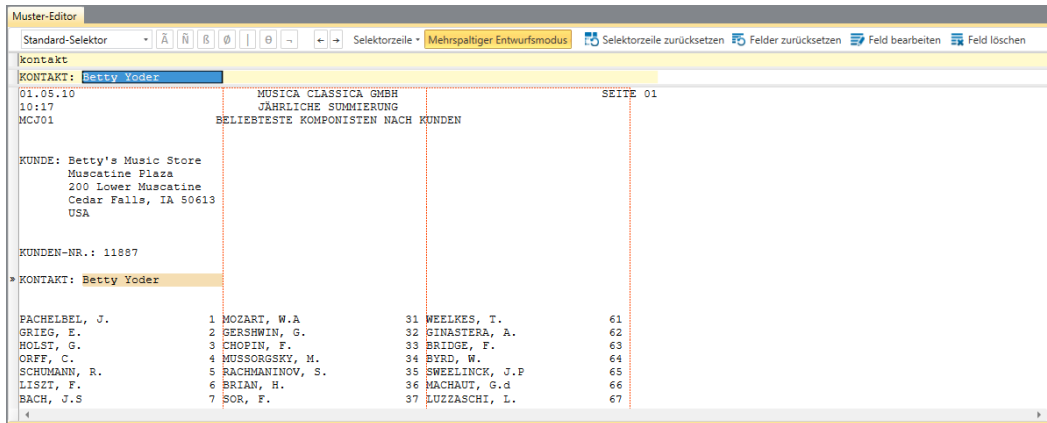 Muster-Editor
Standard-Selektor Ã Ñ ß Ø | θ ¬ ← → Selektorzeile Mehrspaltiger Entwurfsmodus Selektorzeile zurücksetzen Felder zurücksetzen Feld bearbeiten Feld löschen
kontakt
KONTAKT: Betty Yoder
01.05.10 MUSICA CLASSICA GMBH SEITE 01
10:17 JÄHRLICHE SUMMIERUNG
MCJ01 BELIEBTESTE KOMPONISTEN NACH KUNDEN
KUNDE: Betty's Music Store
Muscatine Plaza
200 Lower Muscatine
Cedar Falls, IA 50613
USA
KUNDEN-NR.: 11887
» KONTAKT: Betty Yoder
PACHELBEL, J. 1 MOZART, W.A 31 WEELKES, T. 61
GRIEG, E. 2 GERSHWIN, G. 32 GINASTERA, A. 62
HOLST, G. 3 CHOPIN, F. 33 BRIDGE, F. 63
ORFF, C. 4 MUSSORGSKY, M. 34 BYRD, W. 64
SCHUMANN, R. 5 RACHMANINOV, S. 35 SWEELINCK, J.P 65
LISZT, F. 6 BRIAN, H. 36 MACHAUT, G.d 66
BACH, J.S 7 SOR, F. 37 LUZZASCHI, L. 67